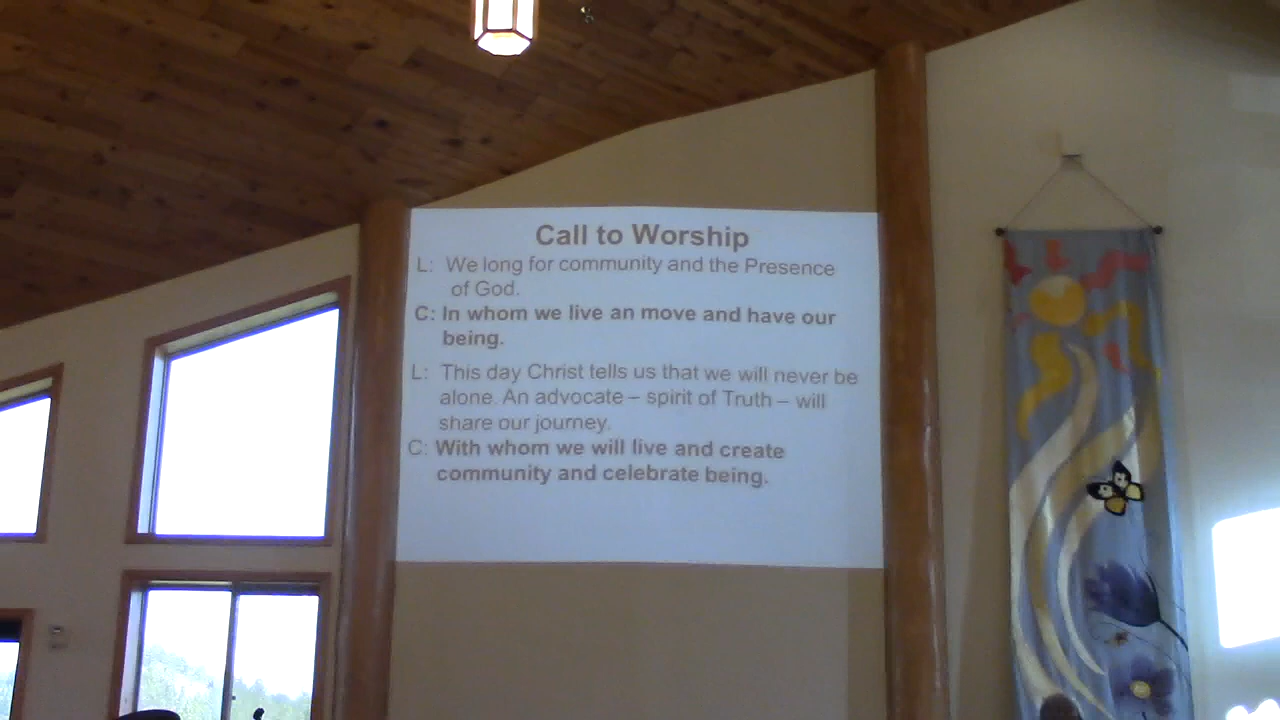 Call to Worship
L: We long for community and the Presence
of God.
C: In whom we live an move and have our
being.
L: This day Christ tells us that we will never be
alone. An advocate – spirit of Truth – will
share our journey.
C: With whom we will live and create
community and celebrate being.